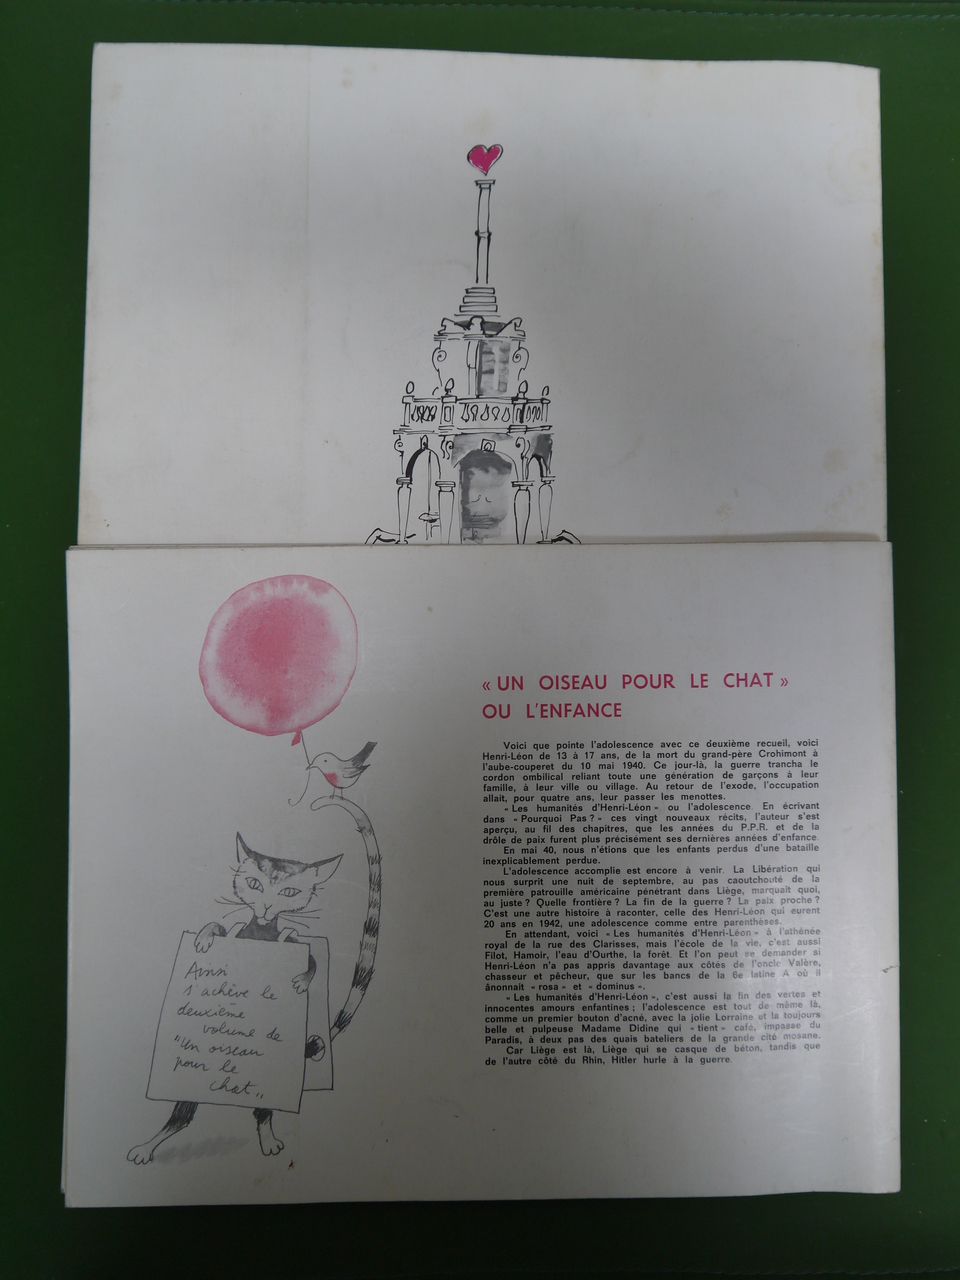 « UN OISEAU POUR LE CHAT »
OU L'ENFANCE
Voici que pointe l'adolescence avec ce deuxième recueil, voici
Henri-Léon de 13 à 17 ans, de la mort du grand-père Crohimont à
l'aube-couperet du 10 mai 1940. Ce jour-là, la guerre trancha le
cordon ombilical reliant toute une génération de garçons à leur
famille, à leur ville ou village. Au retour de l'exode, l'occupation
allait, pour quatre ans, leur passer les menottes.
« Les humanités d'Henri-Léon » ou l'adolescence. En écrivant
dans « Pourquoi Pas ? » ces vingt nouveaux récits, l'auteur s'est
aperçu, au fil des chapitres, que les années du P.P.R. et de la
drôle de paix furent plus précisément ses dernières années d'enfance.
En mai 40, nous n'étions que les enfants perdus d'une bataille
inexplicablement perdue.
L'adolescence accomplie est encore à venir. La Libération qui
nous surprit une nuit de septembre, au pas caoutchouté de la
première patrouille américaine pénétrant dans Liège, marquait quoi,
au juste ? Quelle frontière ? La fin de la guerre ? La paix proche ?
C'est une autre histoire à raconter, celle des Henri-Léon qui eurent
20 ans en 1942, une adolescence comme entre parenthèses.
En attendant, voici « Les humanités d'Henri-Léon » à l'athénée
royal de la rue des Clarisses, mais l'école de la vie, c'est aussi
Filot, Hamoir, l'eau d'Ourthe, la forêt. Et l'on peut se demander si
Henri-Léon n'a pas appris davantage aux côtés de l'oncle Valère,
chasseur et pêcheur, que sur les bancs de la 6e latine A où il
ânonnait « rosa » et « dominus ».
« Les humanités d'Henri-Léon », c'est aussi la fin des vertes et
innocentes amours enfantines ; l'adolescence est tout de même là,
comme un premier bouton d'acné, avec la jolie Lorraine et la toujours
belle et pulpeuse Madame Didine qui « tient » café, impasse du
Paradis, à deux pas des quais bateliers de la grande cité mosane.
Car Liège est là, Liège qui se casque de béton, tandis que
de l'autre côté du Rhin, Hitler hurle à la guerre.
Ainsi
s'achève le
deuxième
volume de
"Un oiseau
pour le
chat"